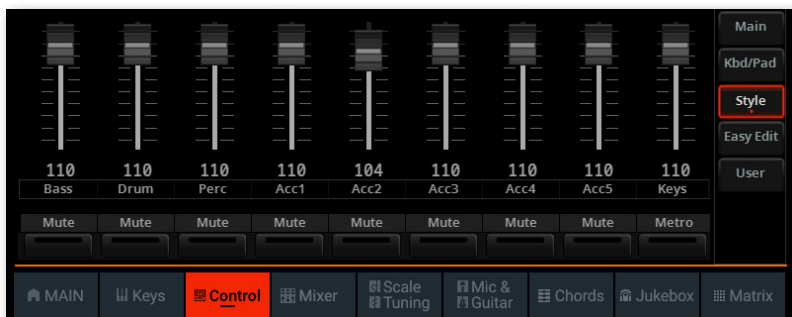 Main
Kbd/Pad
Style
Easy Edit
User
110 110 110 110 104 110 110 110 110
Bass Drum Perc Acc1 Acc2 Acc3 Acc4 Acc5 Keys
Mute Mute Mute Mute Mute Mute Mute Mute Metro
MAIN Keys Control Mixer Scale Tuning Mic & Guitar Chords Jukebox Matrix